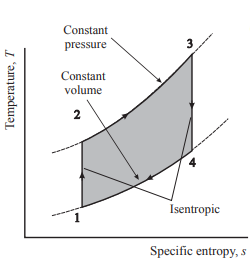 Constant
pressure
3
Constant
volume
2
4
Isentropic
1
Temperature, T
Specific entropy, s